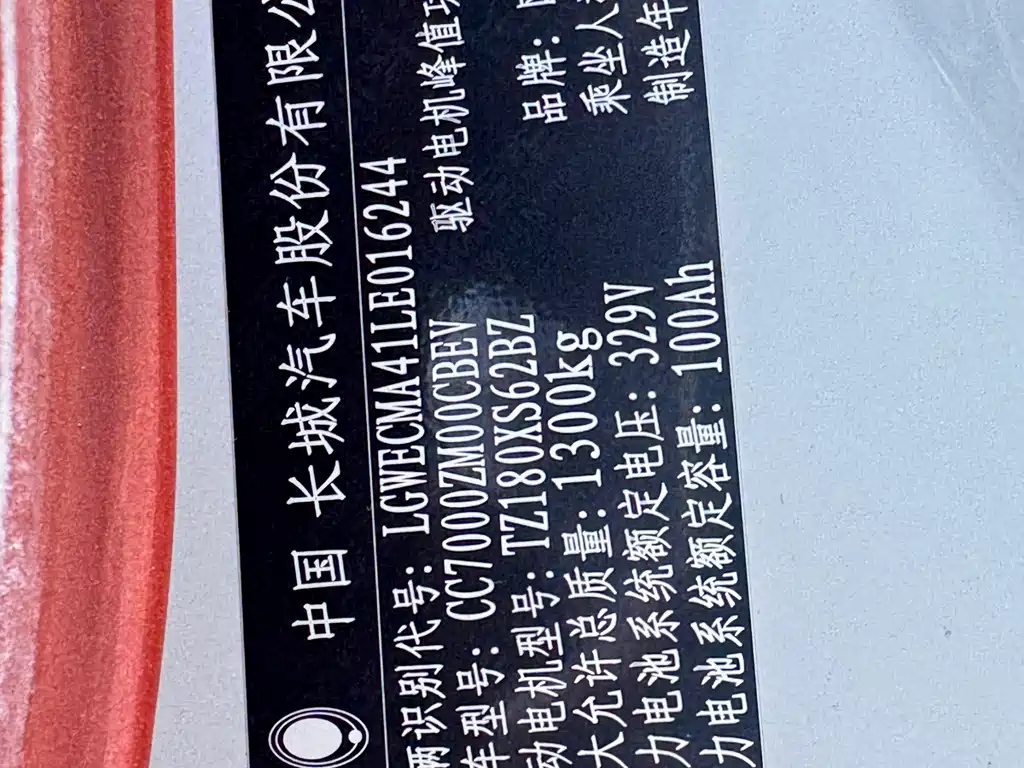 中国 长城汽车股份有限公
辆识别代号: LGWECMA41LE016244
车型号: CC7000ZM00CBEV
动电机型号: TZ180XS62BZ
驱动电机峰值功
大允许总质量: 1300kg
品牌:
力电池系统额定电压: 329V
乘坐人
力电池系统额定容量: 100Ah
制造年